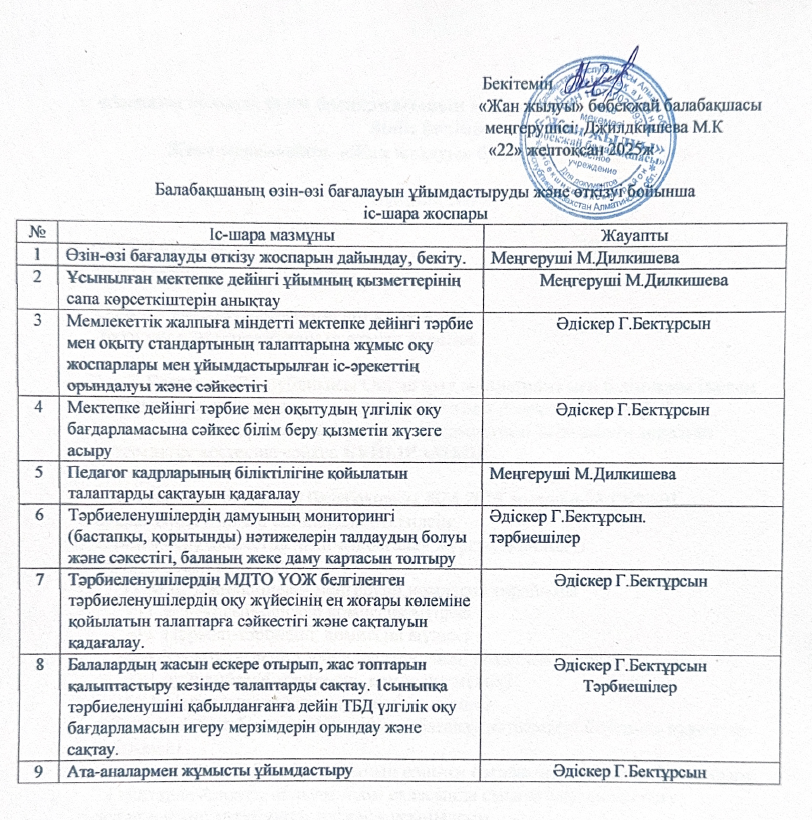 Бекітемін
«Жан жылуы» бөбекжай балабақшасы
меңгерушісі: Джилдкишева М.К
«22» желтоқсан 2025ж
Балабақшаның өзін-өзі бағалауын ұйымдастыруды және өткізуі бойынша
іс-шара жоспары
№ Іс-шара мазмұны Жауапты
1 Өзін-өзі бағалауды өткізу жоспарын дайындау, бекіту. Меңгеруші М.Дилкишева
2 Ұсынылған мектепке дейінгі ұйымның қызметтерінің Меңгеруші М.Дилкишева
сапа көрсеткіштерін анықтау
3 Мемлекеттік жалпыға міндетті мектепке дейінгі тәрбие Әдіскер Г.Бектұрсын
мен оқыту стандартының талаптарына жұмыс оқу
жоспарлары мен ұйымдастырылған іс-әрекеттің
орындалуы және сәйкестігі
4 Мектепке дейінгі тәрбие мен оқытудың үлгілік оқу Әдіскер Г.Бектұрсын
бағдарламасына сәйкес білім беру қызметін жүзеге
асыру
5 Педагог кадрларының біліктілігіне қойылатын Меңгеруші М.Дилкишева
талаптарды сақтауын қадағалау
6 Тәрбиеленушілердің дамуының мониторингі Әдіскер Г.Бектұрсын.
(бастапқы, қорытынды) нәтижелерін талдаудың болуы тәрбиешілер
және сәкестігі, баланың жеке даму картасын толтыру
7 Тәрбиеленушілердің МДТО ҮОЖ белгіленген Әдіскер Г.Бектұрсын
тәрбиеленушілердің оқу жүйесінің ең жоғары көлеміне
қойылатын талаптарға сәйкестігі және сақталуын
қадағалау.
8 Балалардың жасын ескере отырып, жас топтарын Әдіскер Г.Бектұрсын
қалыптастыру кезінде талаптарды сақтау. 1сыныпқа Тәрбиешілер
тәрбиеленушіні қабылданғанға дейін ТБД үлгілік оқу
бағдарламасын игеру мерзімдерін орындау және
сақтау.
9 Ата-аналармен жұмысты ұйымдастыру Әдіскер Г.Бектұрсын